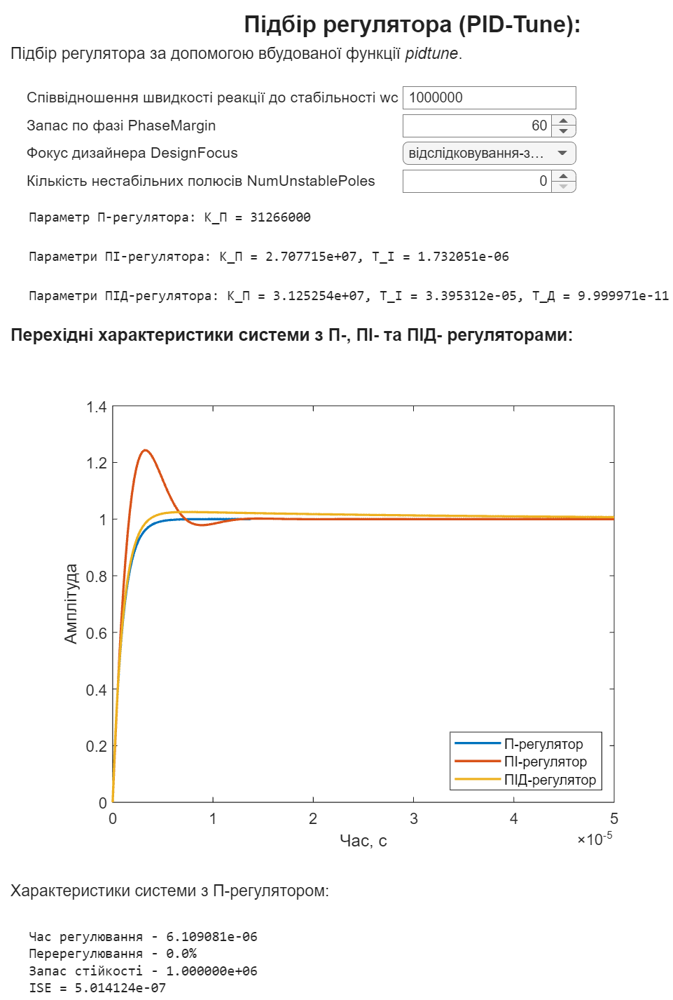 Підбір регулятора (PID-Tune):
Підбір регулятора за допомогою вбудованої функції pidtune.
Співвідношення швидкості реакції до стабільності wc 1000000
Запас по фазі PhaseMargin 60
Фокус дизайнера DesignFocus відслідковування-з...
Кількість нестабільних полюсів NumUnstablePoles 0
Параметр П-регулятора: К_П = 31266000
Параметри ПІ-регулятора: К_П = 2.707715e+07, Т_І = 1.732051e-06
Параметри ПІД-регулятора: К_П = 3.125254e+07, Т_І = 3.395312e-05, Т_Д = 9.999971e-11
Перехідні характеристики системи з П-, ПІ- та ПІД- регуляторами:
1.4
1.2
1
0.8
0.6
0.4
0.2
0
Амплітуда
П-регулятор
ПІ-регулятор
ПІД-регулятор
0 1 2 3 4 5
Час, с
×10-5
Характеристики системи з П-регулятором:
Час регулювання - 6.109081e-06
Перерегулювання - 0.0%
Запас стійкості - 1.000000e+06
ISE = 5.014124e-07